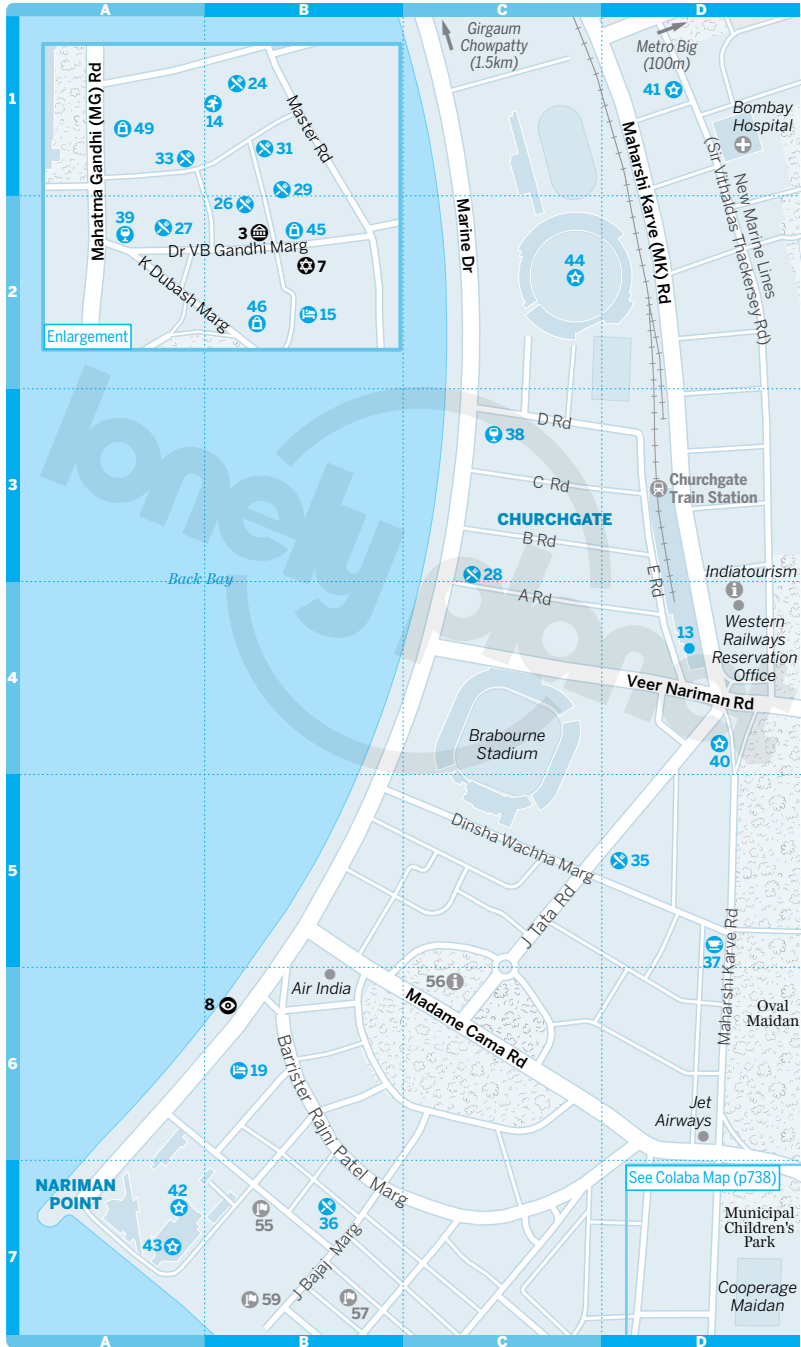 A
B
C
D
1
2
3
4
5
6
7
Girgaum
Chowpatty
(1.5km)
Metro Big
(100m)
41
Bombay
Hospital
Mahatma Gandhi (MG) Rd
24
14
49
Master Rd
33
31
29
26
39
27
3
45
Dr VB Gandhi Marg
7
K Dubash Marg
46
15
Enlargement
Marine Dr
Maharshi Karve (MK) Rd
New Marine Lines
(Sir Vithaldas Thackersey Rd)
44
lonely planet
D Rd
38
C Rd
Churchgate
Train Station
CHURCHGATE
B Rd
Back Bay
28
A Rd
E Rd
Indiatourism
13
Western
Railways
Reservation
Office
Veer Nariman Rd
Brabourne
Stadium
40
Dinsha Wachha Marg
35
J Tata Rd
37
Maharshi Karve Rd
56
Air India
8
Madame Cama Rd
Oval
Maidan
19
Barrister Rajni Patel Marg
Jet
Airways
NARIMAN
POINT
42
43
55
36
J Bajaj Marg
59
57
See Colaba Map (p738)
Municipal
Children's
Park
Cooperage
Maidan
A
B
C
D